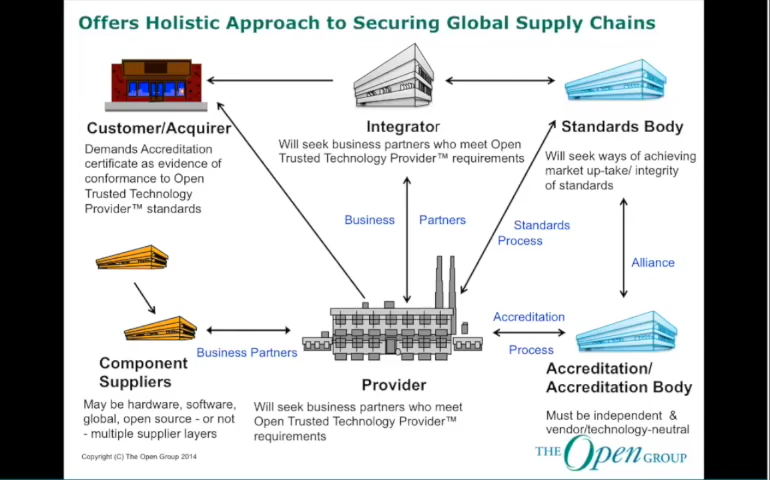 Offers Holistic Approach to Securing Global Supply Chains
Customer/Acquirer
Demands Accreditation
certificate as evidence of
conformance to Open
Trusted Technology
Provider™ standards
Integrator
Will seek business partners who meet Open
Trusted Technology Provider™ requirements
Standards Body
Will seek ways of achieving
market up-take/ integrity
of standards
Business Partners
Standards
Process
Alliance
Business Partners
Accreditation
Process
Component
Suppliers
May be hardware, software,
global, open source - or not
- multiple supplier layers
Provider
Will seek business partners who meet
Open Trusted Technology Provider™
requirements
Accreditation/
Accreditation Body
Must be independent &
vendor/technology-neutral
Copyright (C) The Open Group 2014
THE Open GROUP